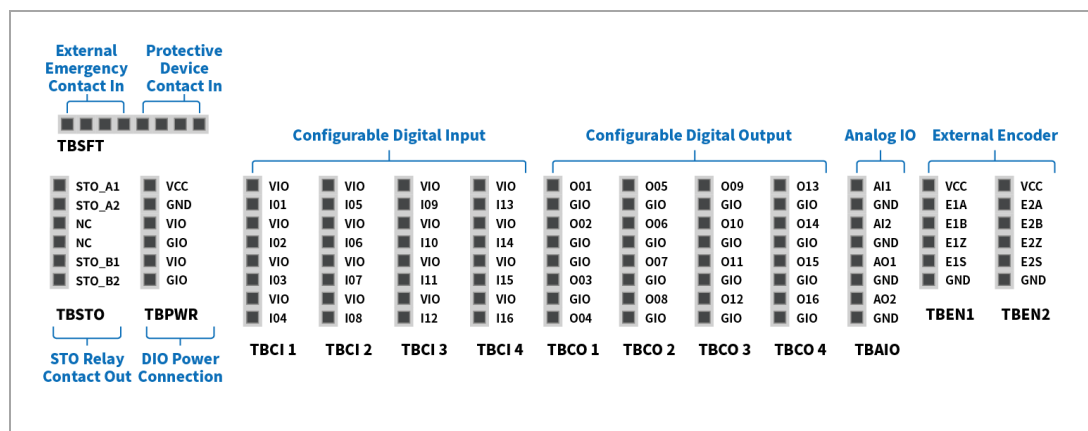 External
Emergency
Contact In
Protective
Device
Contact In
TBSFT
Configurable Digital Input
Configurable Digital Output
Analog IO
External Encoder
STO_A1
STO_A2
NC
NC
STO_B1
STO_B2
TBSTO
STO Relay
Contact Out
VCC
GND
VIO
GIO
VIO
GIO
TBPWR
DIO Power
Connection
VIO
I01
VIO
I02
VIO
I03
VIO
I04
TBCI 1
VIO
I05
VIO
I06
VIO
I07
VIO
I08
TBCI 2
VIO
I09
VIO
I10
VIO
I11
VIO
I12
TBCI 3
VIO
I13
VIO
I14
VIO
I15
VIO
I16
TBCI 4
O01
GIO
O02
GIO
GIO
O03
GIO
O04
TBCO 1
O05
GIO
O06
GIO
O07
GIO
O08
GIO
TBCO 2
O09
GIO
O10
GIO
O11
GIO
O12
GIO
TBCO 3
O13
GIO
O14
GIO
O15
GIO
O16
GIO
TBCO 4
AI1
GND
AI2
GND
AO1
GND
AO2
GND
TBAIO
VCC
E1A
E1B
E1Z
E1S
GND
TBEN1
VCC
E2A
E2B
E2Z
E2S
GND
TBEN2